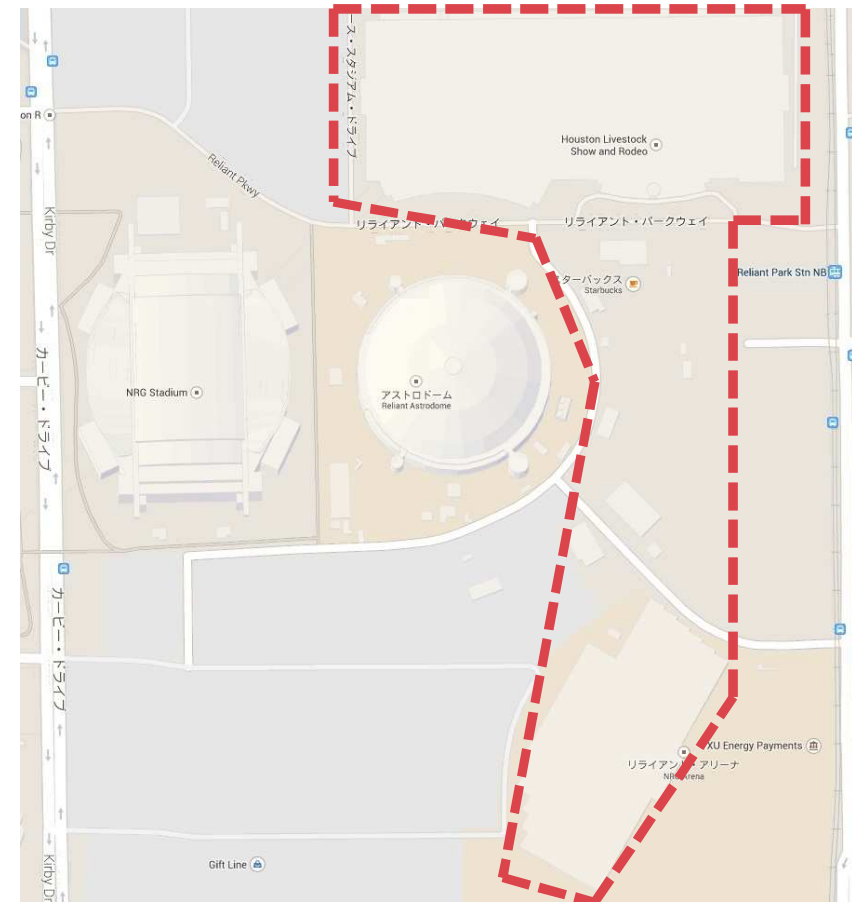 ース・スタジアム・ドライブ
on R
Houston Livestock
Show and Rodeo
Reliant Pkwy
Kirby Dr
リライアント・パークウェイ
リライアント・パークウェイ
スターバックス
Starbucks
Reliant Park Stn NB
カービー・ドライブ
NRG Stadium
アストロドーム
Reliant Astrodome
カービー・ドライブ
XU Energy Payments
リライアント・アリーナ
NRG Arena
Gift Line
Kirby Dr